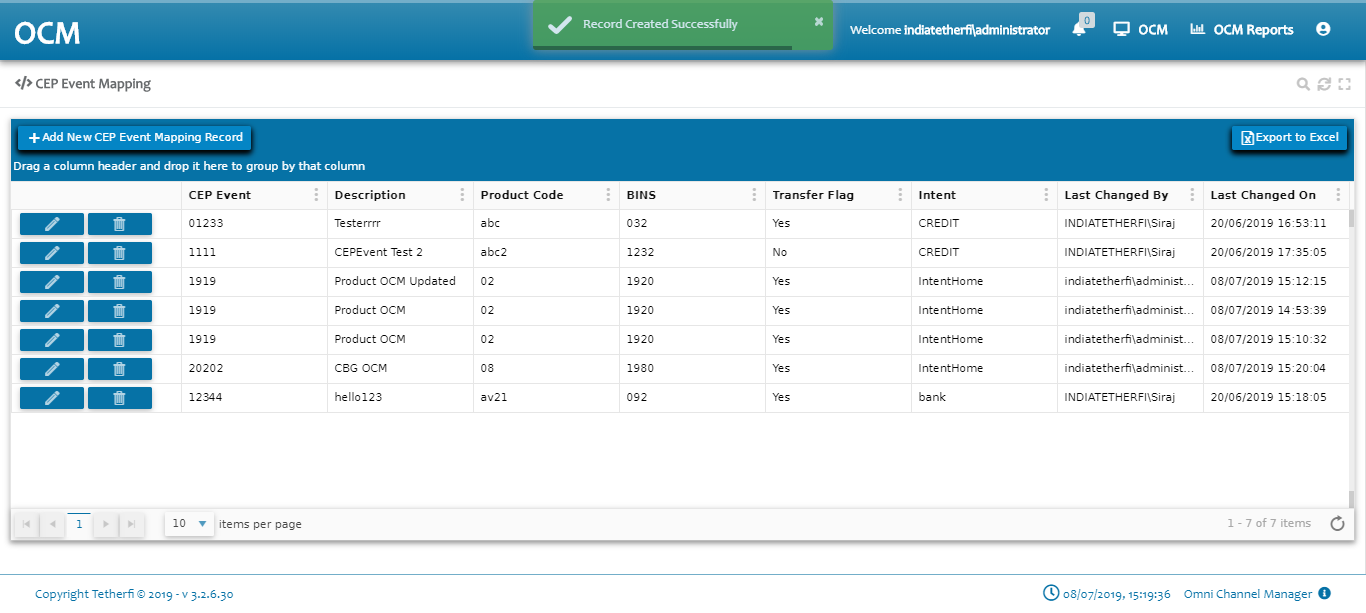 OCM
Record Created Successfully
Welcome indiatetherfi\administrator
0
OCM
OCM Reports
CEP Event Mapping
Add New CEP Event Mapping Record
Export to Excel
Drag a column header and drop it here to group by that column
CEP Event Description Product Code BINS Transfer Flag Intent Last Changed By Last Changed On
01233 Testerrrr abc 032 Yes CREDIT INDIATETHERFI\Siraj 20/06/2019 16:53:11
1111 CEPEvent Test 2 abc2 1232 No CREDIT INDIATETHERFI\Siraj 20/06/2019 17:35:05
1919 Product OCM Updated 02 1920 Yes IntentHome indiatetherfi\administ... 08/07/2019 15:12:15
1919 Product OCM 02 1920 Yes IntentHome indiatetherfi\administ... 08/07/2019 14:53:39
1919 Product OCM 02 1920 Yes IntentHome indiatetherfi\administ... 08/07/2019 15:10:32
20202 CBG OCM 08 1980 Yes IntentHome indiatetherfi\administ... 08/07/2019 15:20:04
12344 hello123 av21 092 Yes bank INDIATETHERFI\Siraj 20/06/2019 15:18:05
1 10 items per page 1 - 7 of 7 items
Copyright Tetherfi © 2019 - v 3.2.6.30
08/07/2019, 15:19:36 Omni Channel Manager